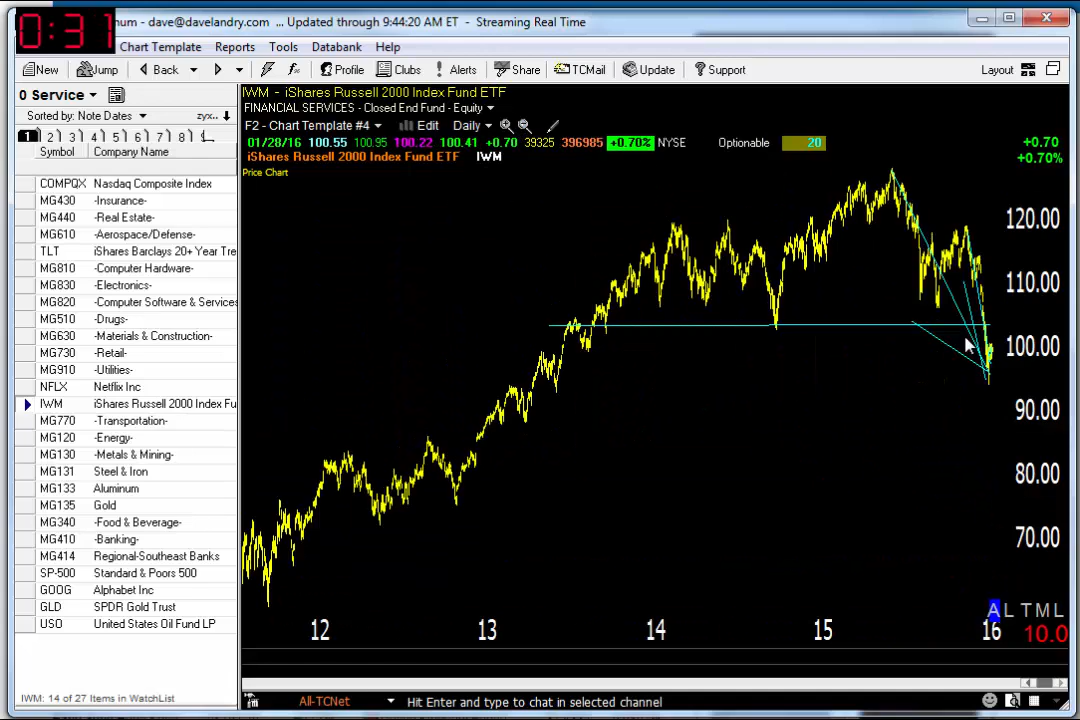 0:31
num - dave@davelandry.com ... Updated through 9:44:20 AM ET - Streaming Real Time
Chart Template Reports Tools Databank Help
New Jump Back Profile Clubs Alerts Share TCMail Update Support Layout
0 Service
Sorted by: Note Dates zyx..
1 2 3 4 5 6 7 8
Symbol Company Name
COMPQX Nasdaq Composite Index
MG430 -Insurance-
MG440 -Real Estate-
MG610 -Aerospace/Defense-
TLT iShares Barclays 20+ Year Tre
MG810 -Computer Hardware-
MG830 -Electronics-
MG820 -Computer Software & Services
MG510 -Drugs-
MG630 -Materials & Construction-
MG730 -Retail-
MG910 -Utilities-
NFLX Netflix Inc
IWM iShares Russell 2000 Index Fu
MG770 -Transportation-
MG120 -Energy-
MG130 -Metals & Mining-
MG131 Steel & Iron
MG133 Aluminum
MG135 Gold
MG340 -Food & Beverage-
MG410 -Banking-
MG414 Regional-Southeast Banks
SP-500 Standard & Poors 500
GOOG Alphabet Inc
GLD SPDR Gold Trust
USO United States Oil Fund LP
IWM: 14 of 27 Items in WatchList
IWM - iShares Russell 2000 Index Fund ETF
FINANCIAL SERVICES - Closed End Fund - Equity
F2 - Chart Template #4 Edit Daily
01/28/16 100.55 100.95 100.22 100.41 +0.70 39325 396985 +0.70% NYSE Optionable 20 +0.70
iShares Russell 2000 Index Fund ETF IWM +0.70%
Price Chart
120.00
110.00
100.00
90.00
80.00
70.00
A L T M L
12 13 14 15 16 10.0
All-TCNet Hit Enter and type to chat in selected channel